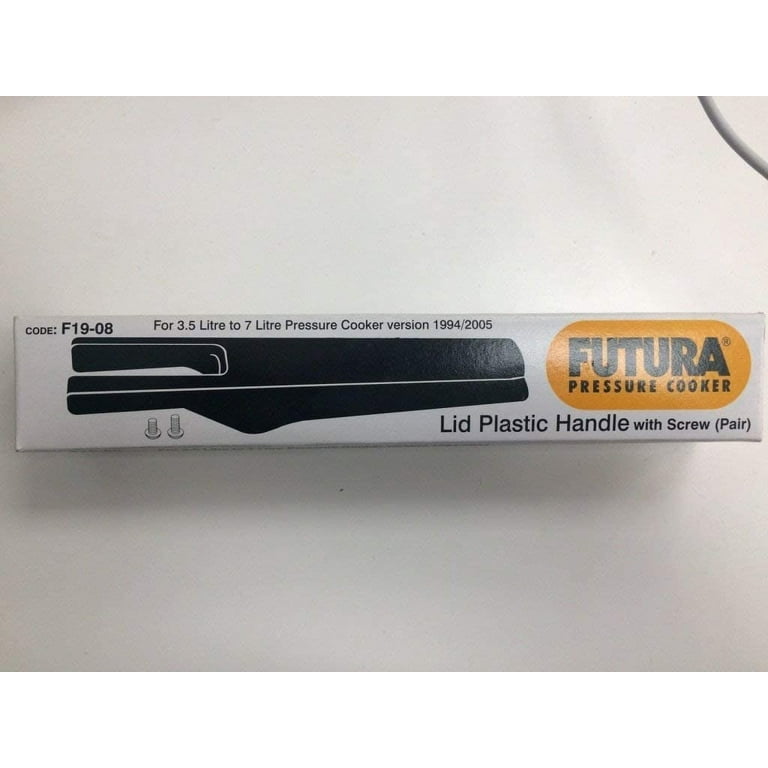 CODE: F19-08
For 3.5 Litre to 7 Litre Pressure Cooker version 1994/2005
FUTURA®
PRESSURE COOKER
Lid Plastic Handle with Screw (Pair)